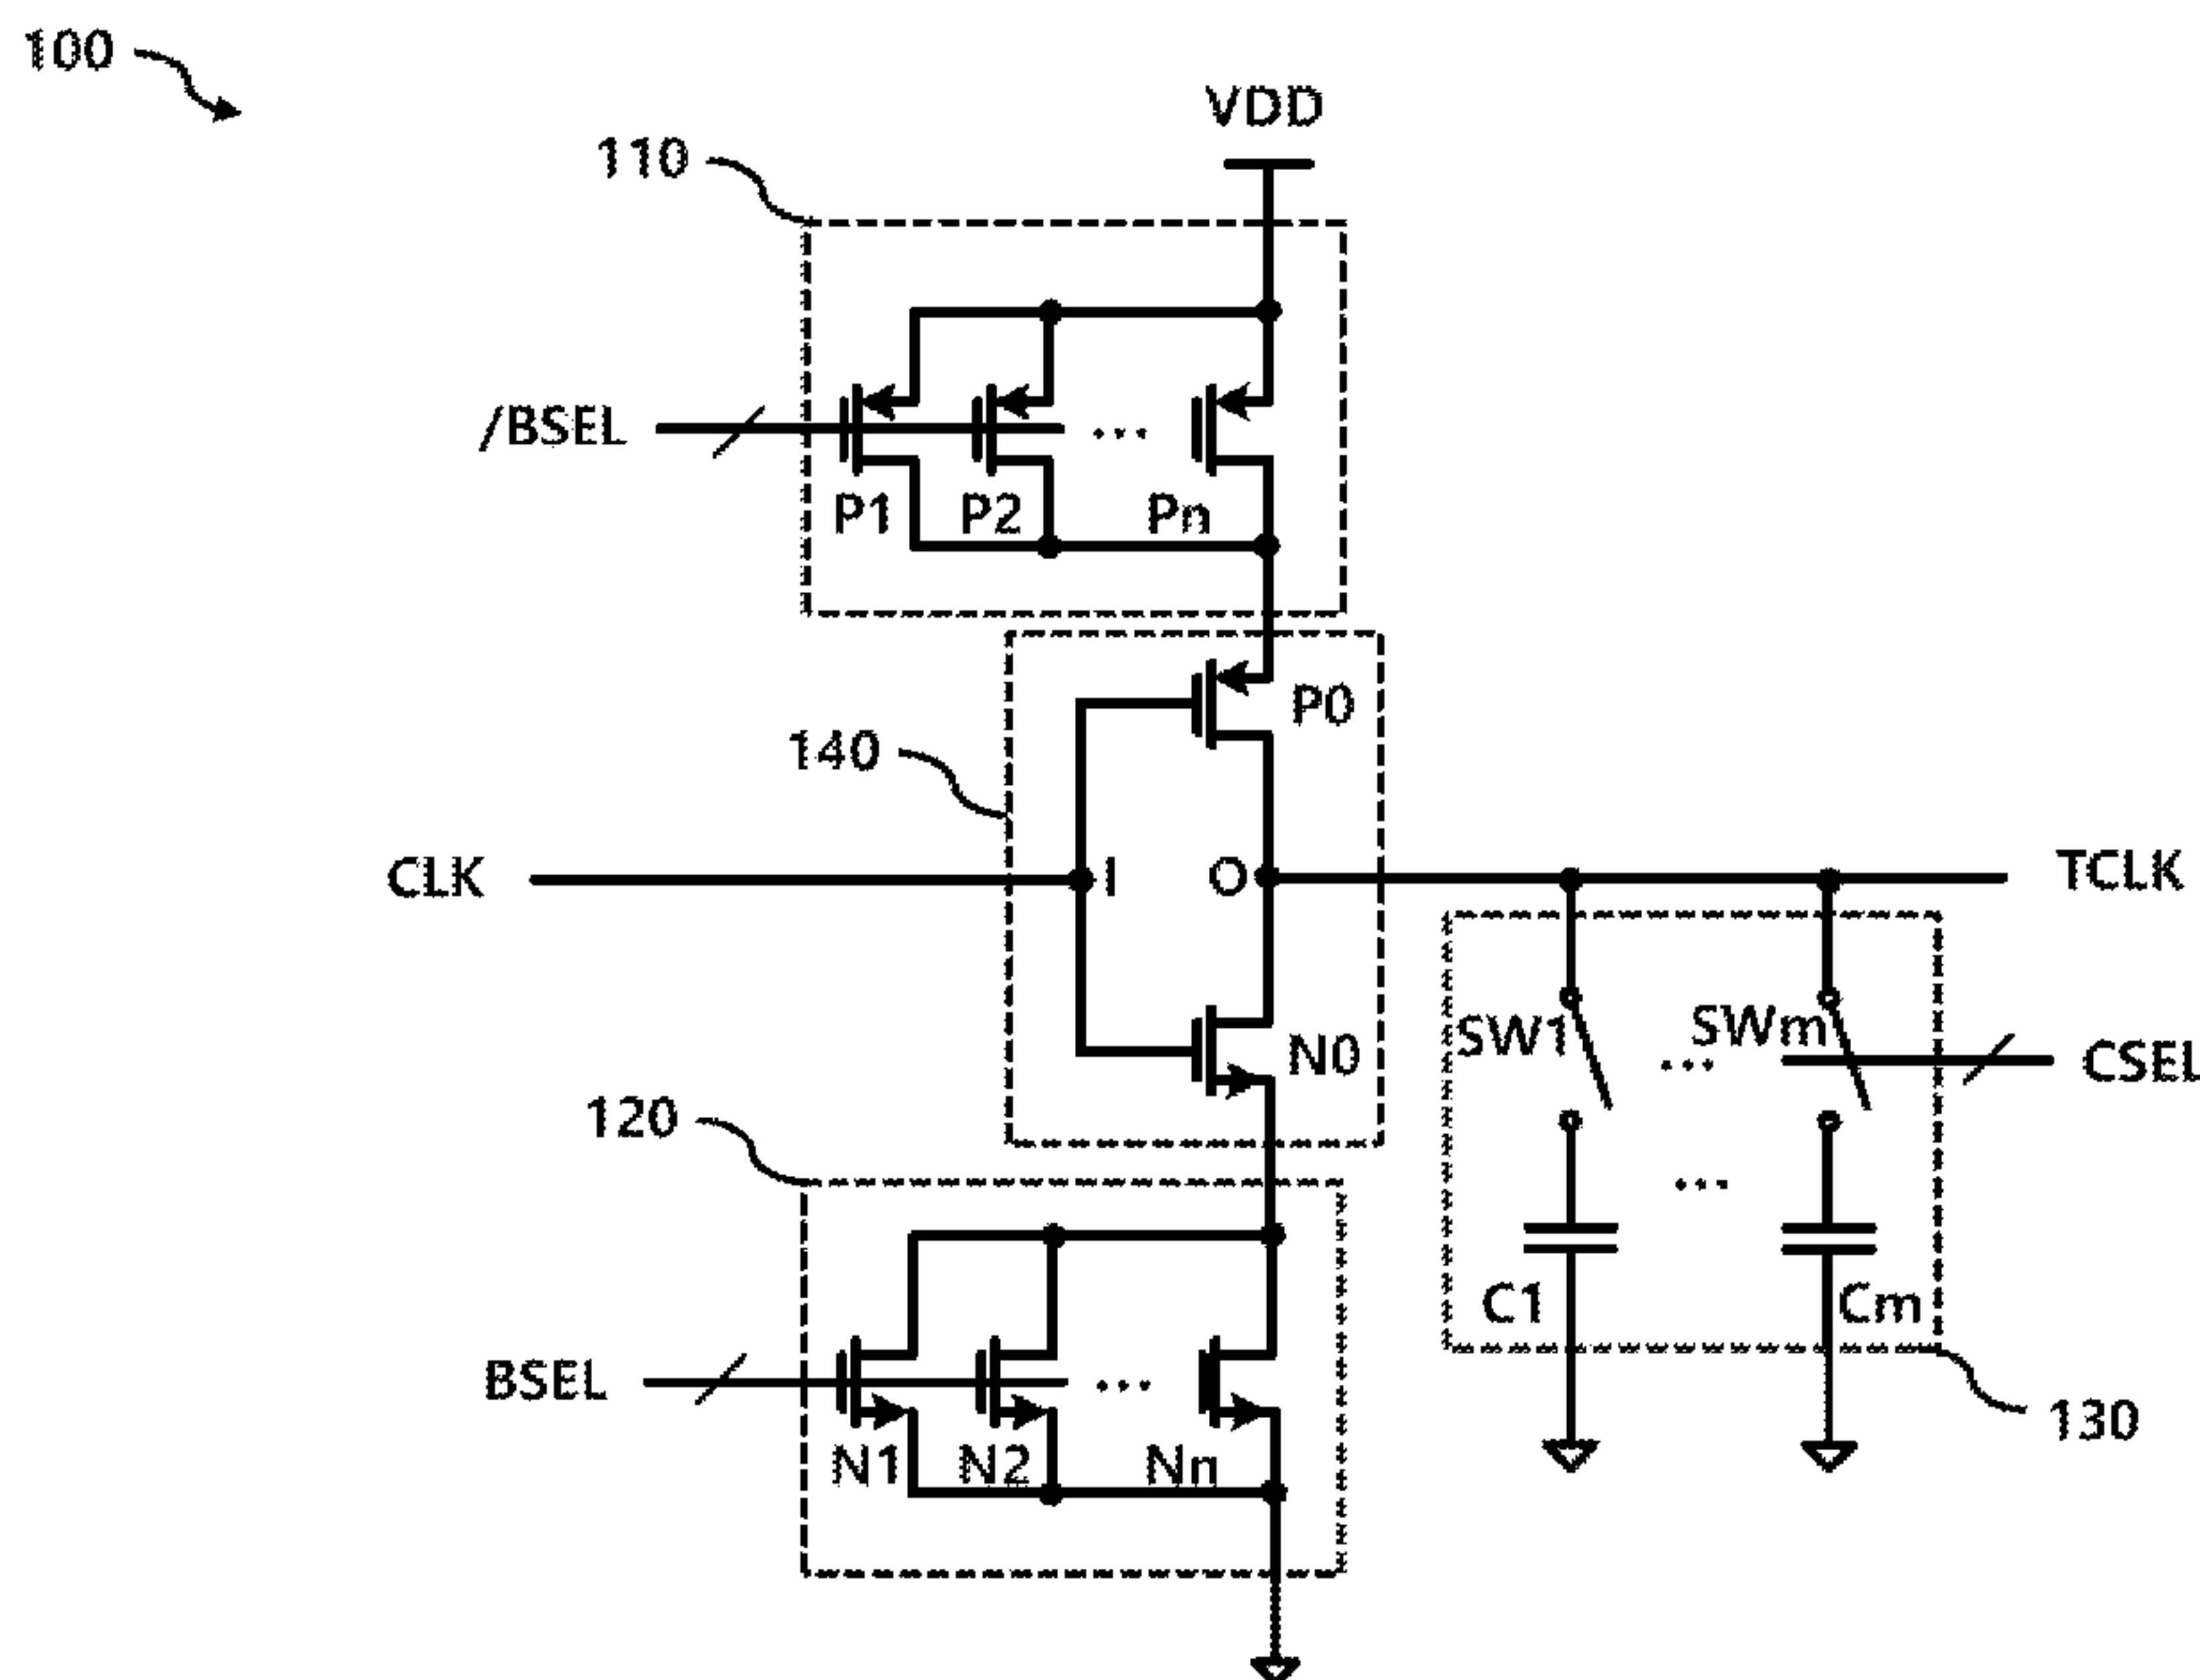 100
VDD
110
/BSEL
...
P1
P2
Pn
P0
140
CLK
I
O
TCLK
SW1
SWm
...
CSEL
N0
120
...
C1
Cm
BSEL
...
N1
N2
Nn
130